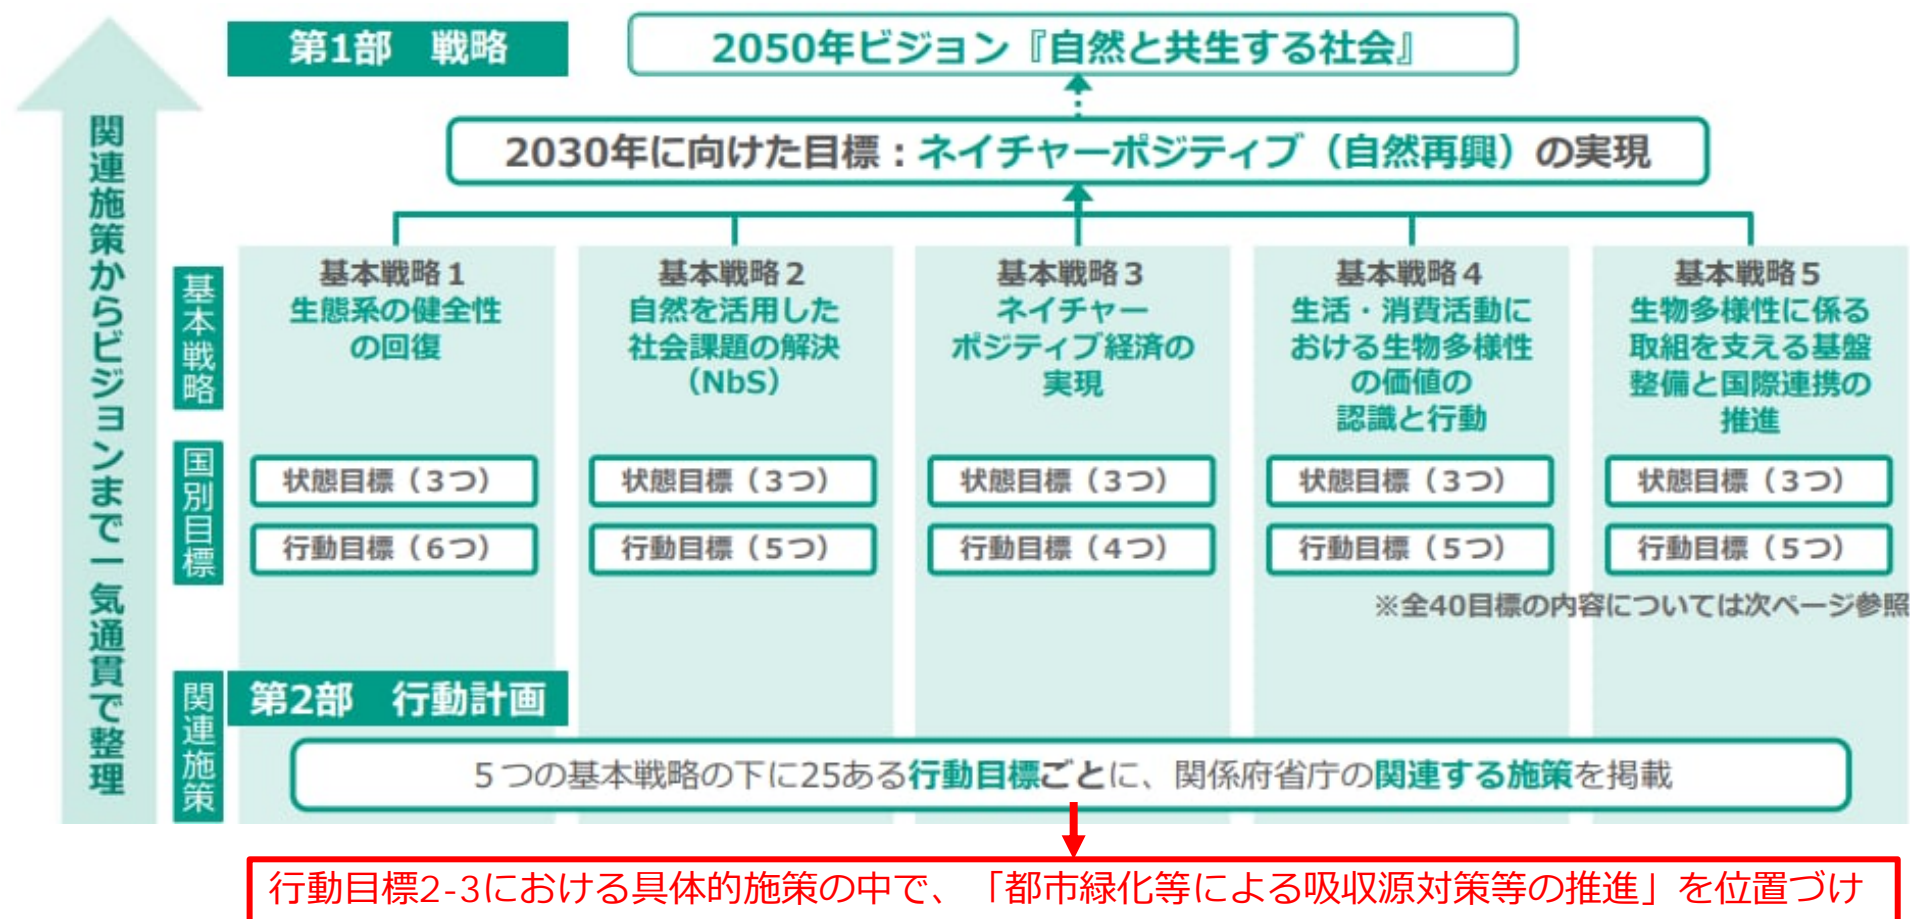 第1部　戦略
2050年ビジョン『自然と共生する社会』
2030年に向けた目標：ネイチャーポジティブ（自然再興）の実現
関連施策からビジョンまで一気通貫で整理
基本戦略
基本戦略１
生態系の健全性
の回復
基本戦略２
自然を活用した
社会課題の解決
（NbS）
基本戦略３
ネイチャー
ポジティブ経済の
実現
基本戦略４
生活・消費活動に
おける生物多様性
の価値の
認識と行動
基本戦略５
生物多様性に係る
取組を支える基盤
整備と国際連携の
推進
国別目標
状態目標（３つ）
状態目標（３つ）
状態目標（３つ）
状態目標（３つ）
状態目標（３つ）
行動目標（６つ）
行動目標（５つ）
行動目標（４つ）
行動目標（５つ）
行動目標（５つ）
※全40目標の内容については次ページ参照
関連施策
第2部　行動計画
５つの基本戦略の下に25ある行動目標ごとに、関係府省庁の関連する施策を掲載
行動目標2-3における具体的施策の中で、「都市緑化等による吸収源対策等の推進」を位置づけ